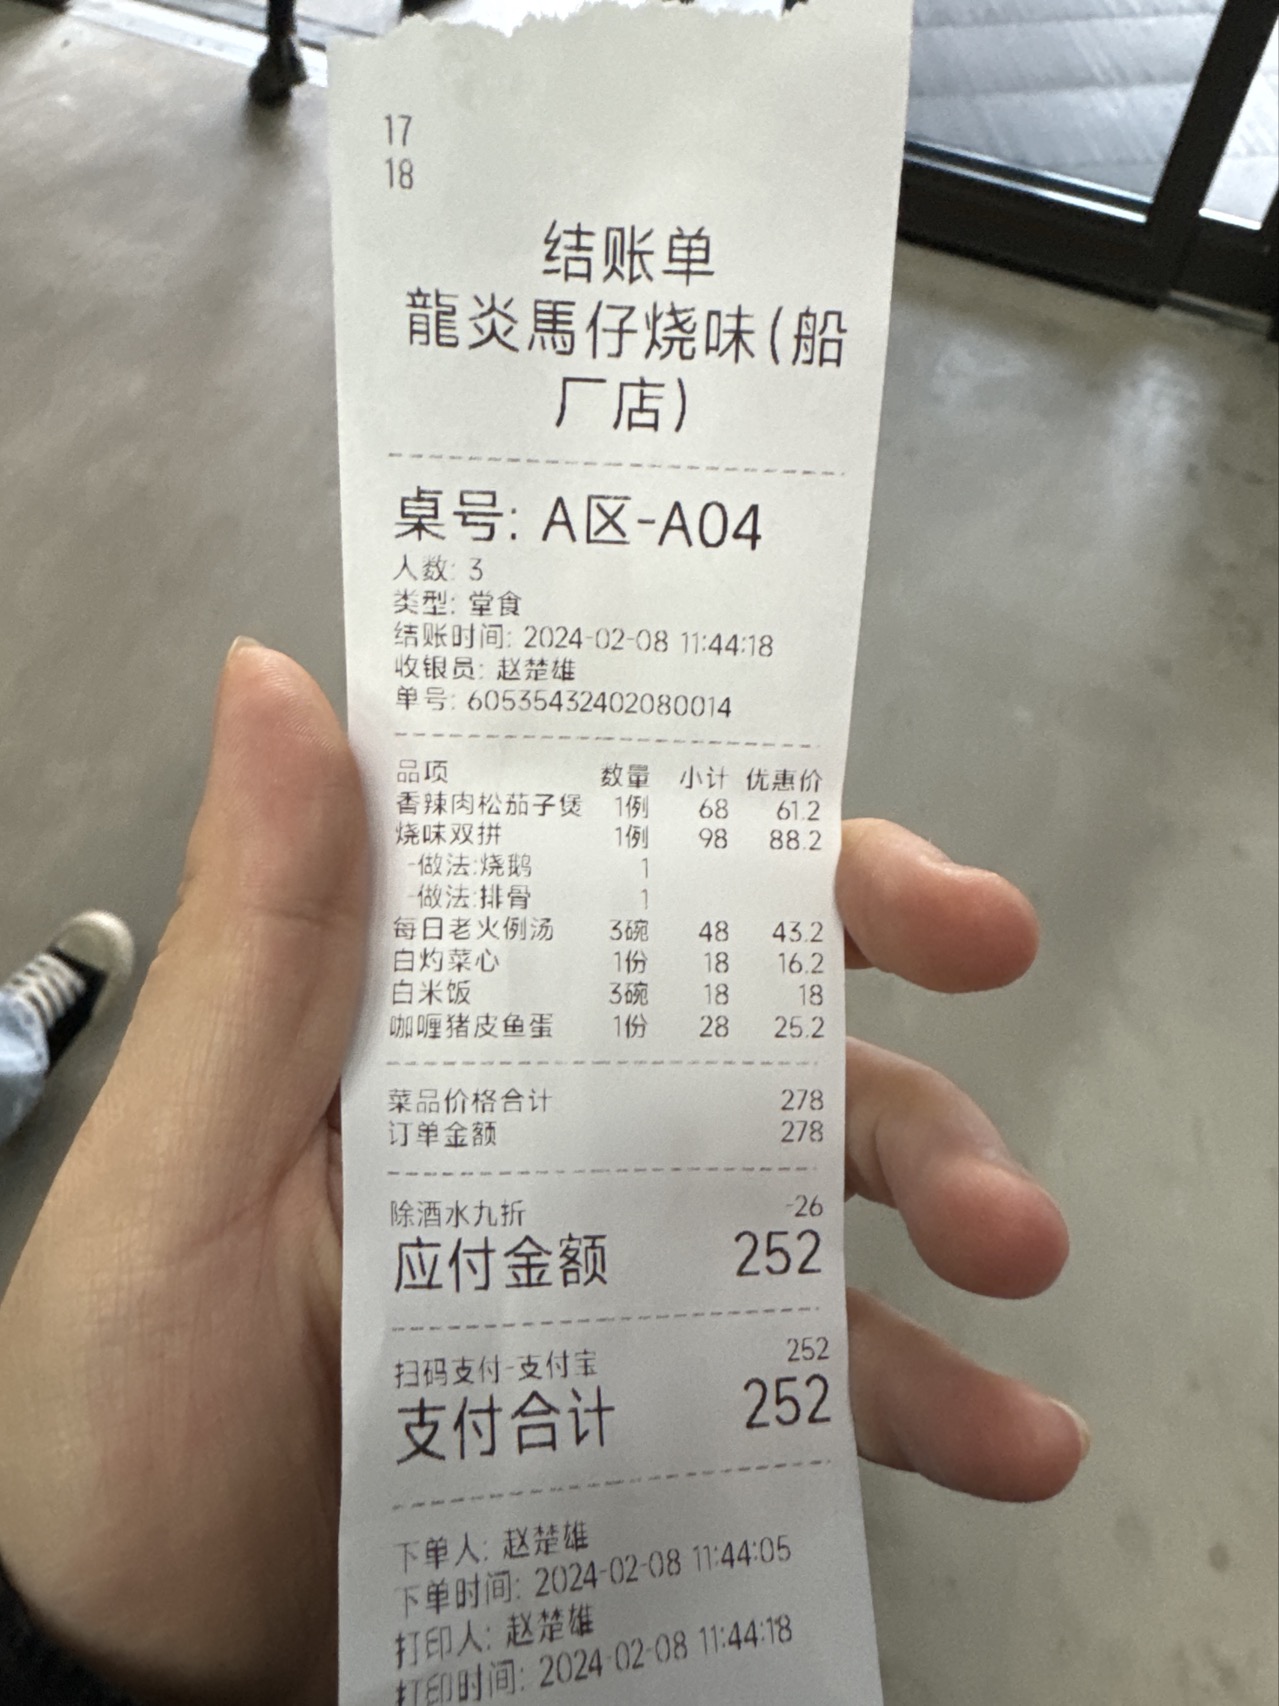 17
18
结账单
龍炎馬仔烧味(船
厂店)
桌号: A区-A04
人数: 3
类型: 堂食
结账时间: 2024-02-08 11:44:18
收银员: 赵楚雄
单号: 60535432402080014
品项 数量 小计 优惠价
香辣肉松茄子煲 1例 68 61.2
烧味双拼 1例 98 88.2
-做法:烧鹅 1
-做法:排骨 1
每日老火例汤 3碗 48 43.2
白灼菜心 1份 18 16.2
白米饭 3碗 18 18
咖喱猪皮鱼蛋 1份 28 25.2
菜品价格合计 278
订单金额 278
除酒水九折 -26
应付金额 252
扫码支付-支付宝 252
支付合计 252
下单人: 赵楚雄
下单时间: 2024-02-08 11:44:05
打印人: 赵楚雄
打印时间: 2024-02-08 11:44:18